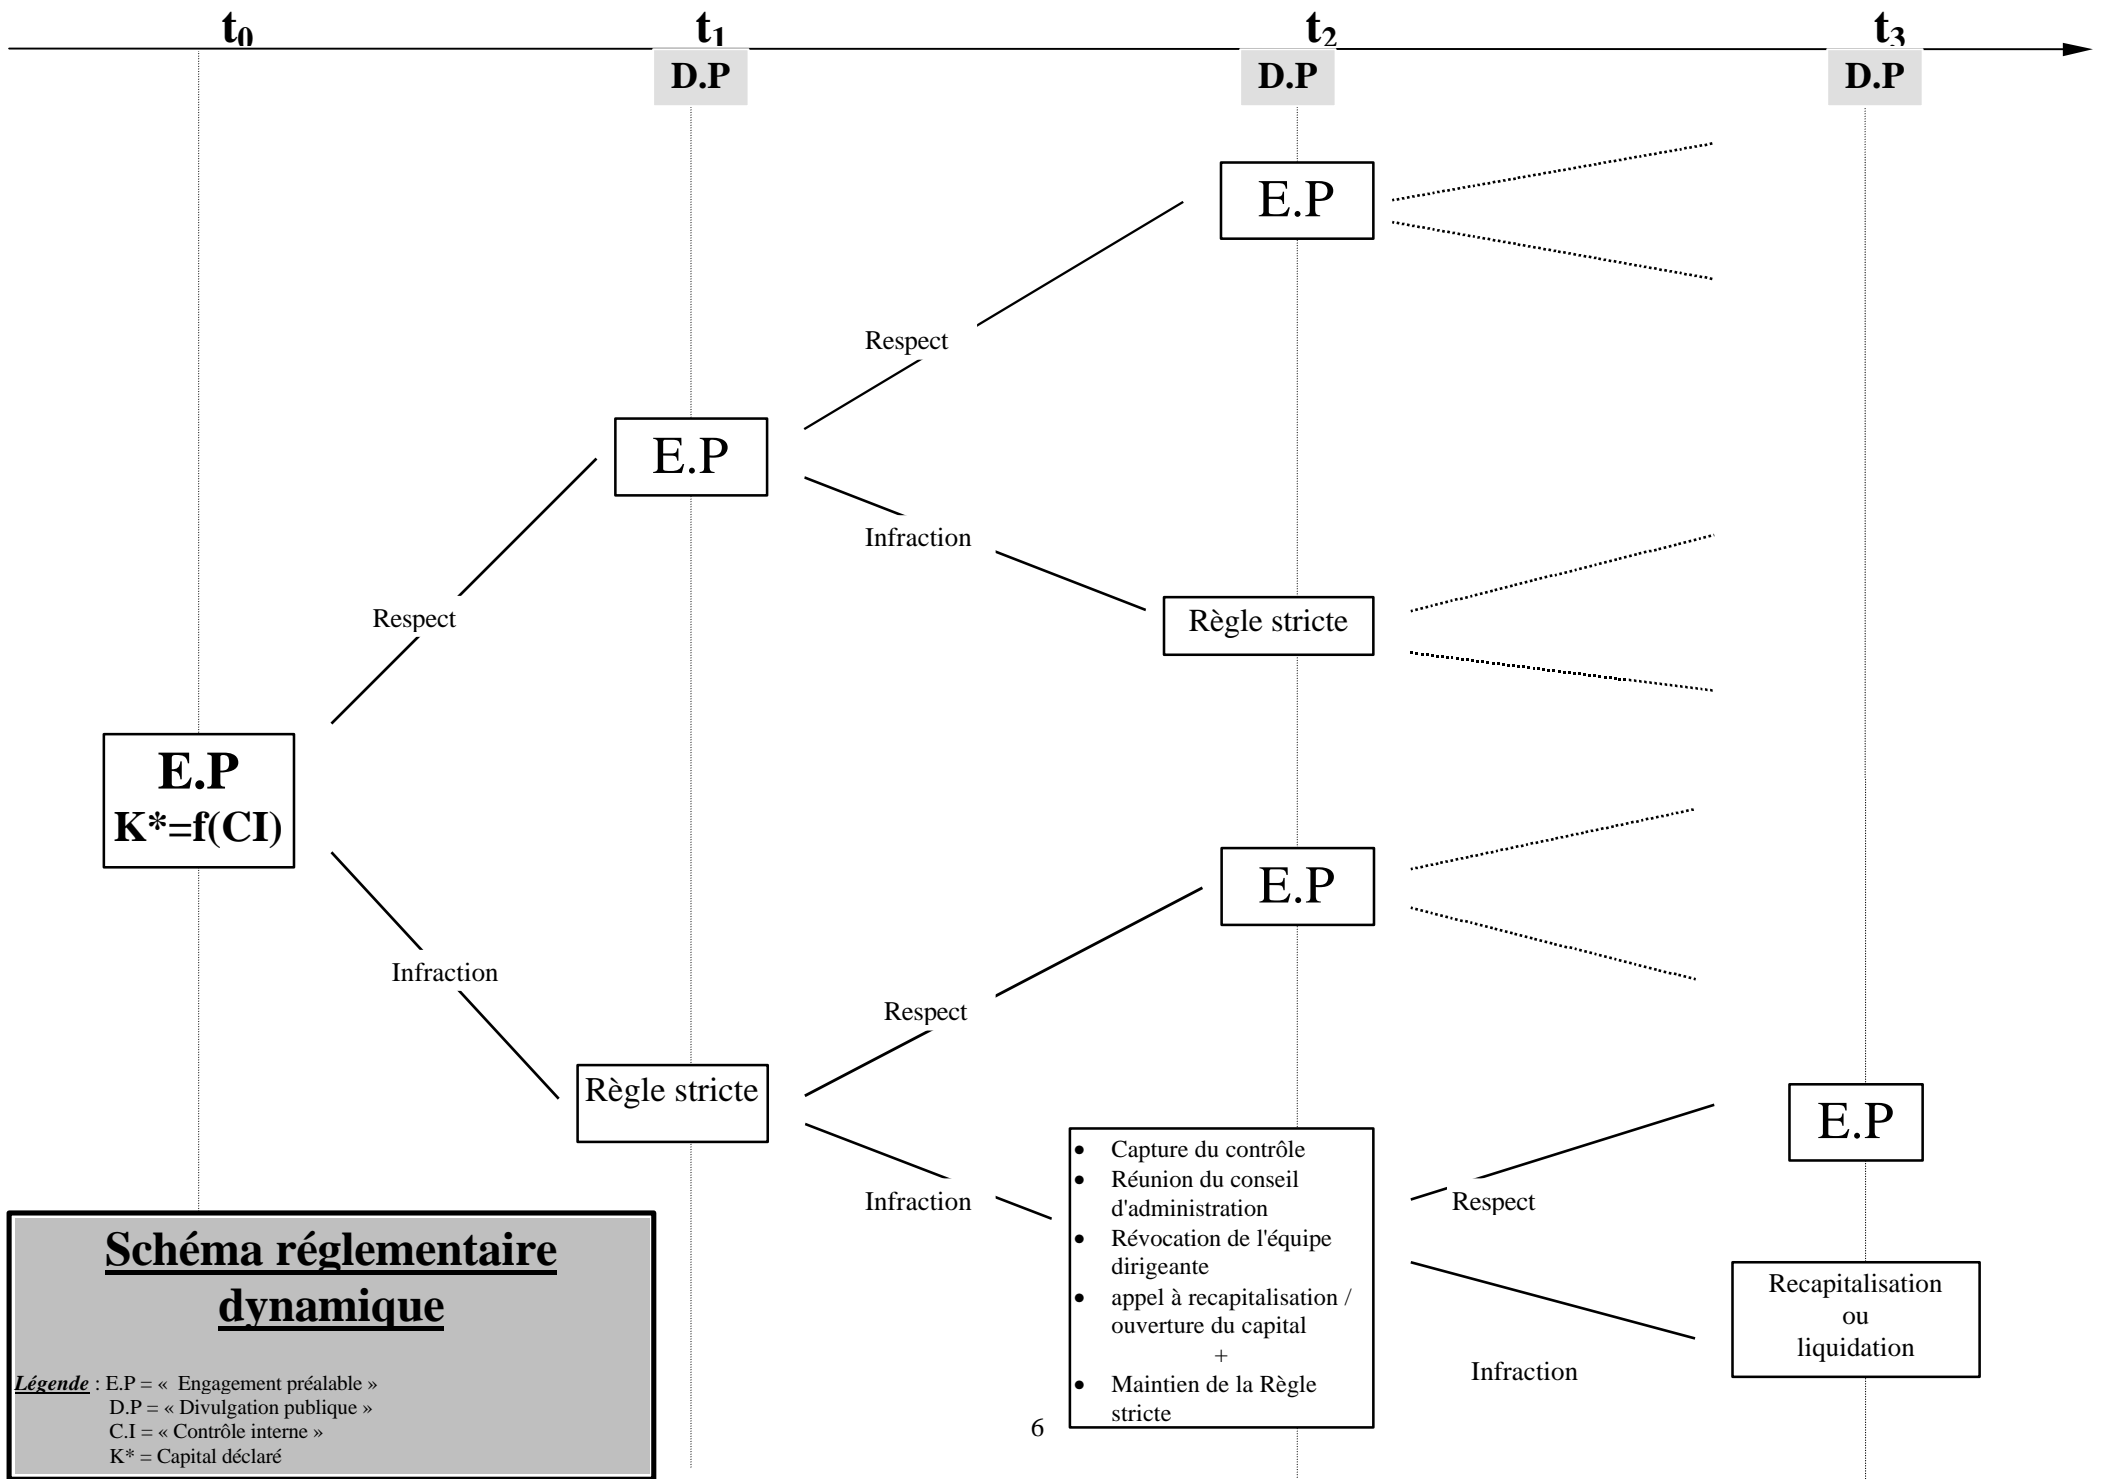 t0 t1 t2 t3
D.P D.P D.P
E.P
Respect
E.P
Infraction
Respect
Règle stricte
E.P
K*=f(CI)
E.P
Infraction
Respect
Règle stricte
E.P
Infraction
• Capture du contrôle
• Réunion du conseil
d'administration
• Révocation de l'équipe
dirigeante
• appel à recapitalisation /
ouverture du capital
+
• Maintien de la Règle
stricte
Respect
Recapitalisation
ou
liquidation
Infraction
Schéma réglementaire
dynamique
Légende : E.P = « Engagement préalable »
D.P = « Divulgation publique »
C.I = « Contrôle interne »
K* = Capital déclaré
6